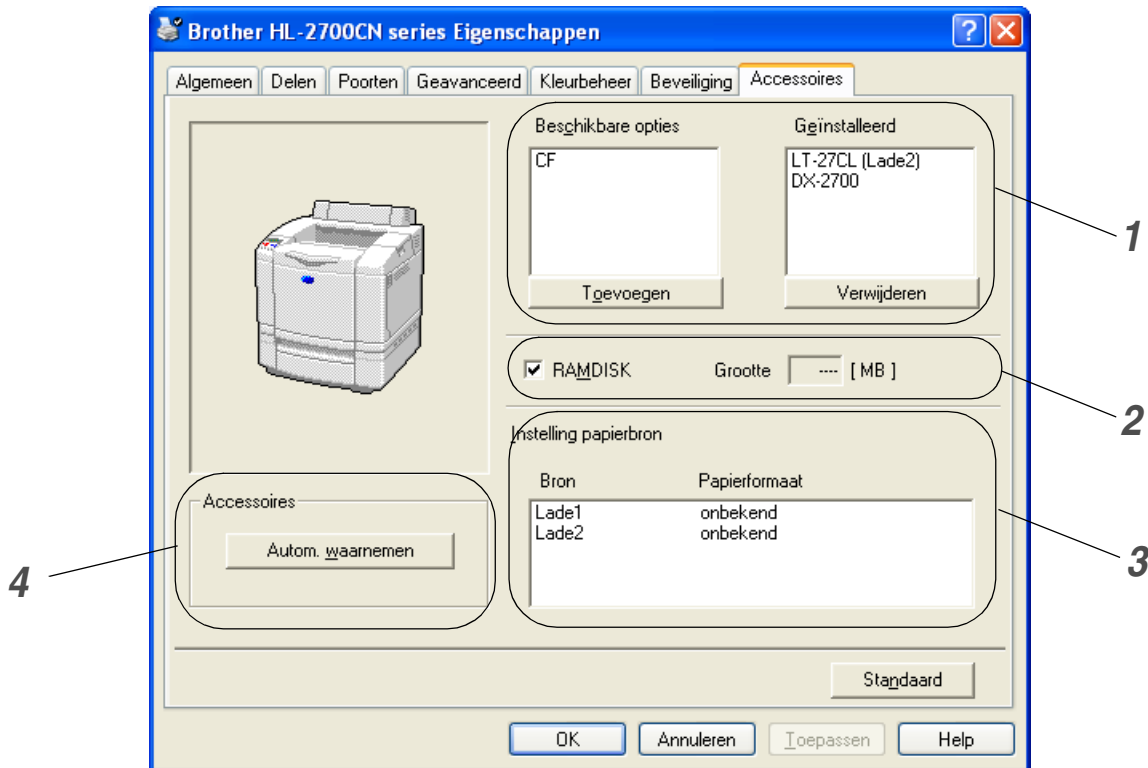 Brother HL-2700CN series Eigenschappen
Algemeen Delen Poorten Geavanceerd Kleurbeheer Beveiliging Accessoires
Beschikbare opties Geïnstalleerd
CF
LT-27CL (Lade2)
DX-2700
Toevoegen Verwijderen
1
RAMDISK Grootte ---- [ MB ]
2
Instelling papierbron
Bron Papierformaat
Lade1 onbekend
Lade2 onbekend
3
Accessoires
Autom. waarnemen
4
Standaard
OK Annuleren Toepassen Help